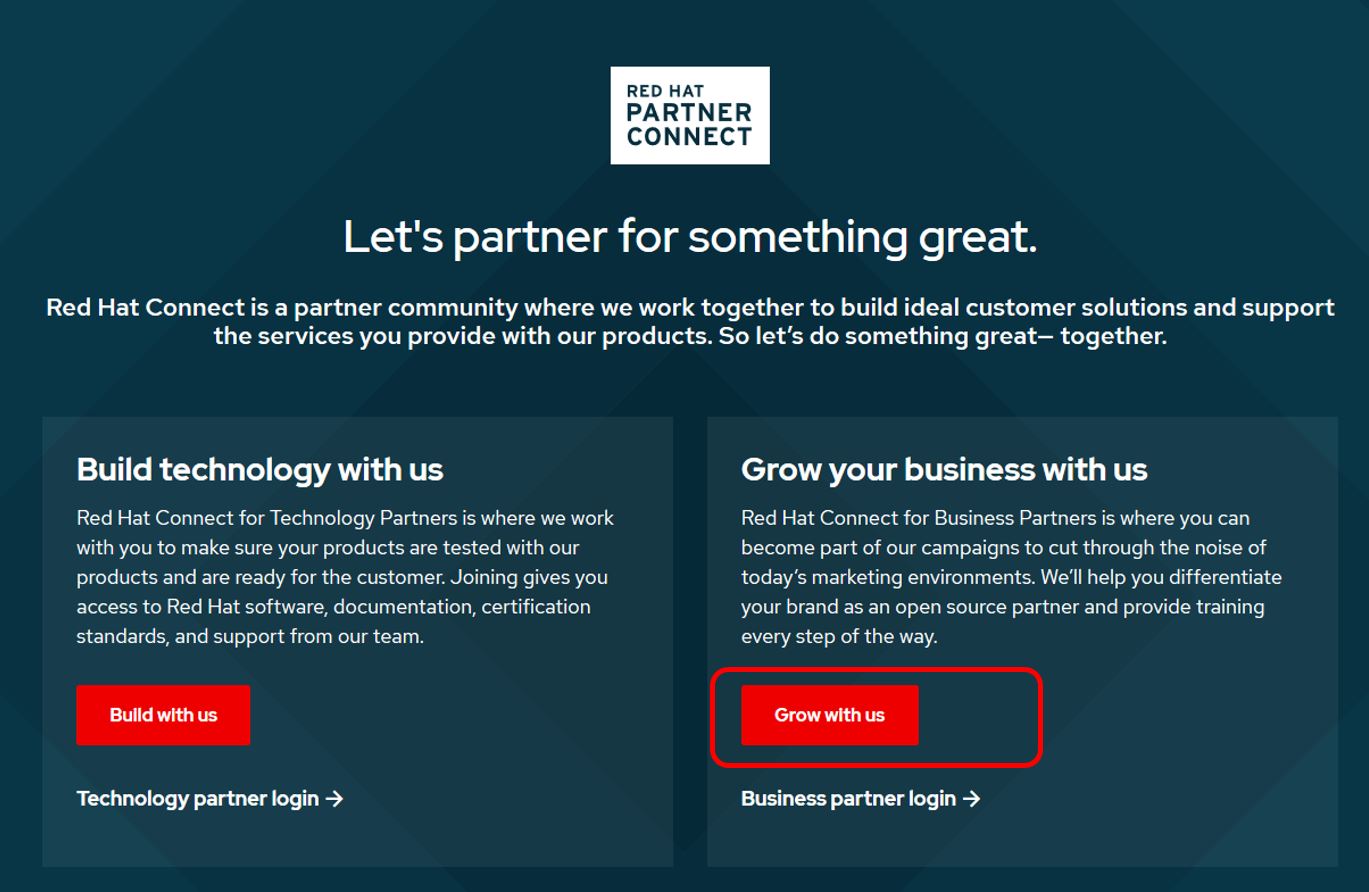 RED HAT
PARTNER
CONNECT
Let's partner for something great.
Red Hat Connect is a partner community where we work together to build ideal customer solutions and support
the services you provide with our products. So let’s do something great— together.
Build technology with us
Red Hat Connect for Technology Partners is where we work
with you to make sure your products are tested with our
products and are ready for the customer. Joining gives you
access to Red Hat software, documentation, certification
standards, and support from our team.
Build with us
Technology partner login →
Grow your business with us
Red Hat Connect for Business Partners is where you can
become part of our campaigns to cut through the noise of
today’s marketing environments. We’ll help you differentiate
your brand as an open source partner and provide training
every step of the way.
Grow with us
Business partner login →